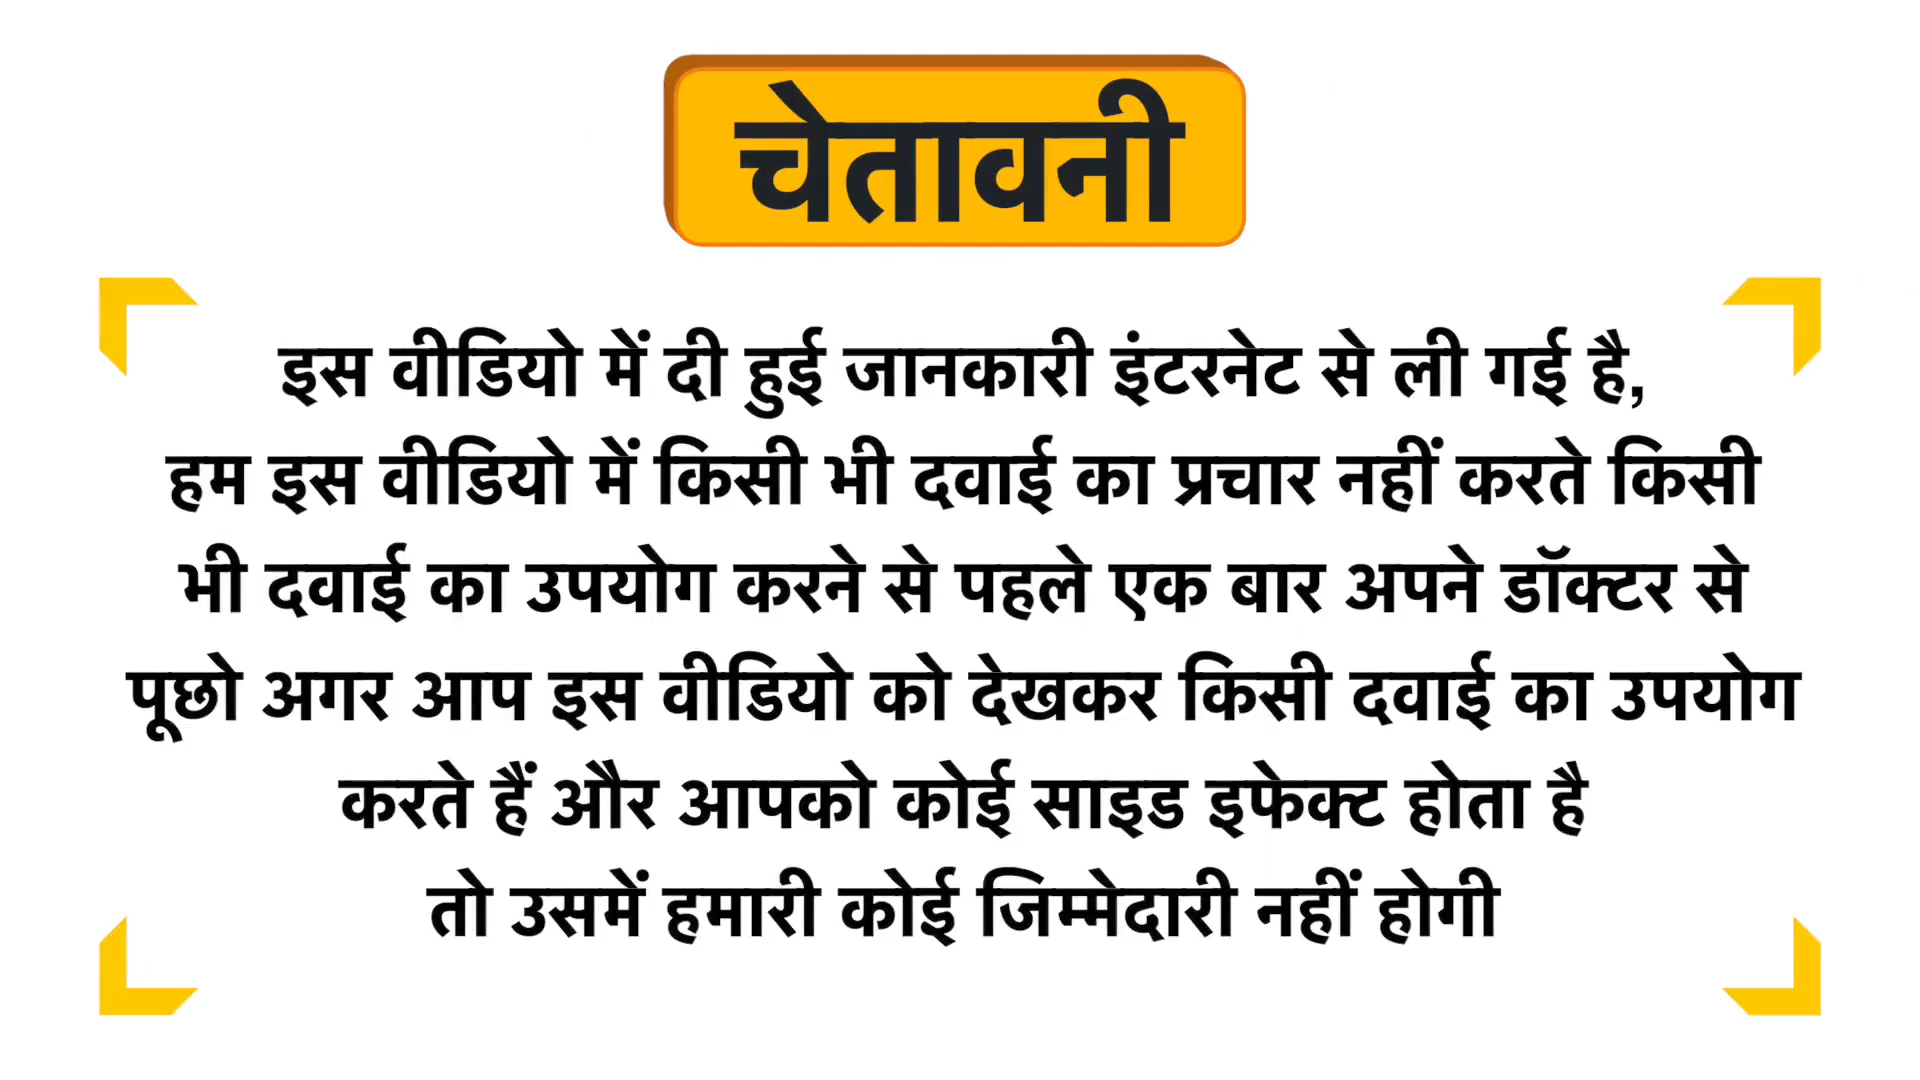 चेतावनी
इस वीडियो में दी हुई जानकारी इंटरनेट से ली गई है,
हम इस वीडियो में किसी भी दवाई का प्रचार नहीं करते किसी
भी दवाई का उपयोग करने से पहले एक बार अपने डॉक्टर से
पूछो अगर आप इस वीडियो को देखकर किसी दवाई का उपयोग
करते हैं और आपको कोई साइड इफेक्ट होता है
तो उसमें हमारी कोई जिम्मेदारी नहीं होगी